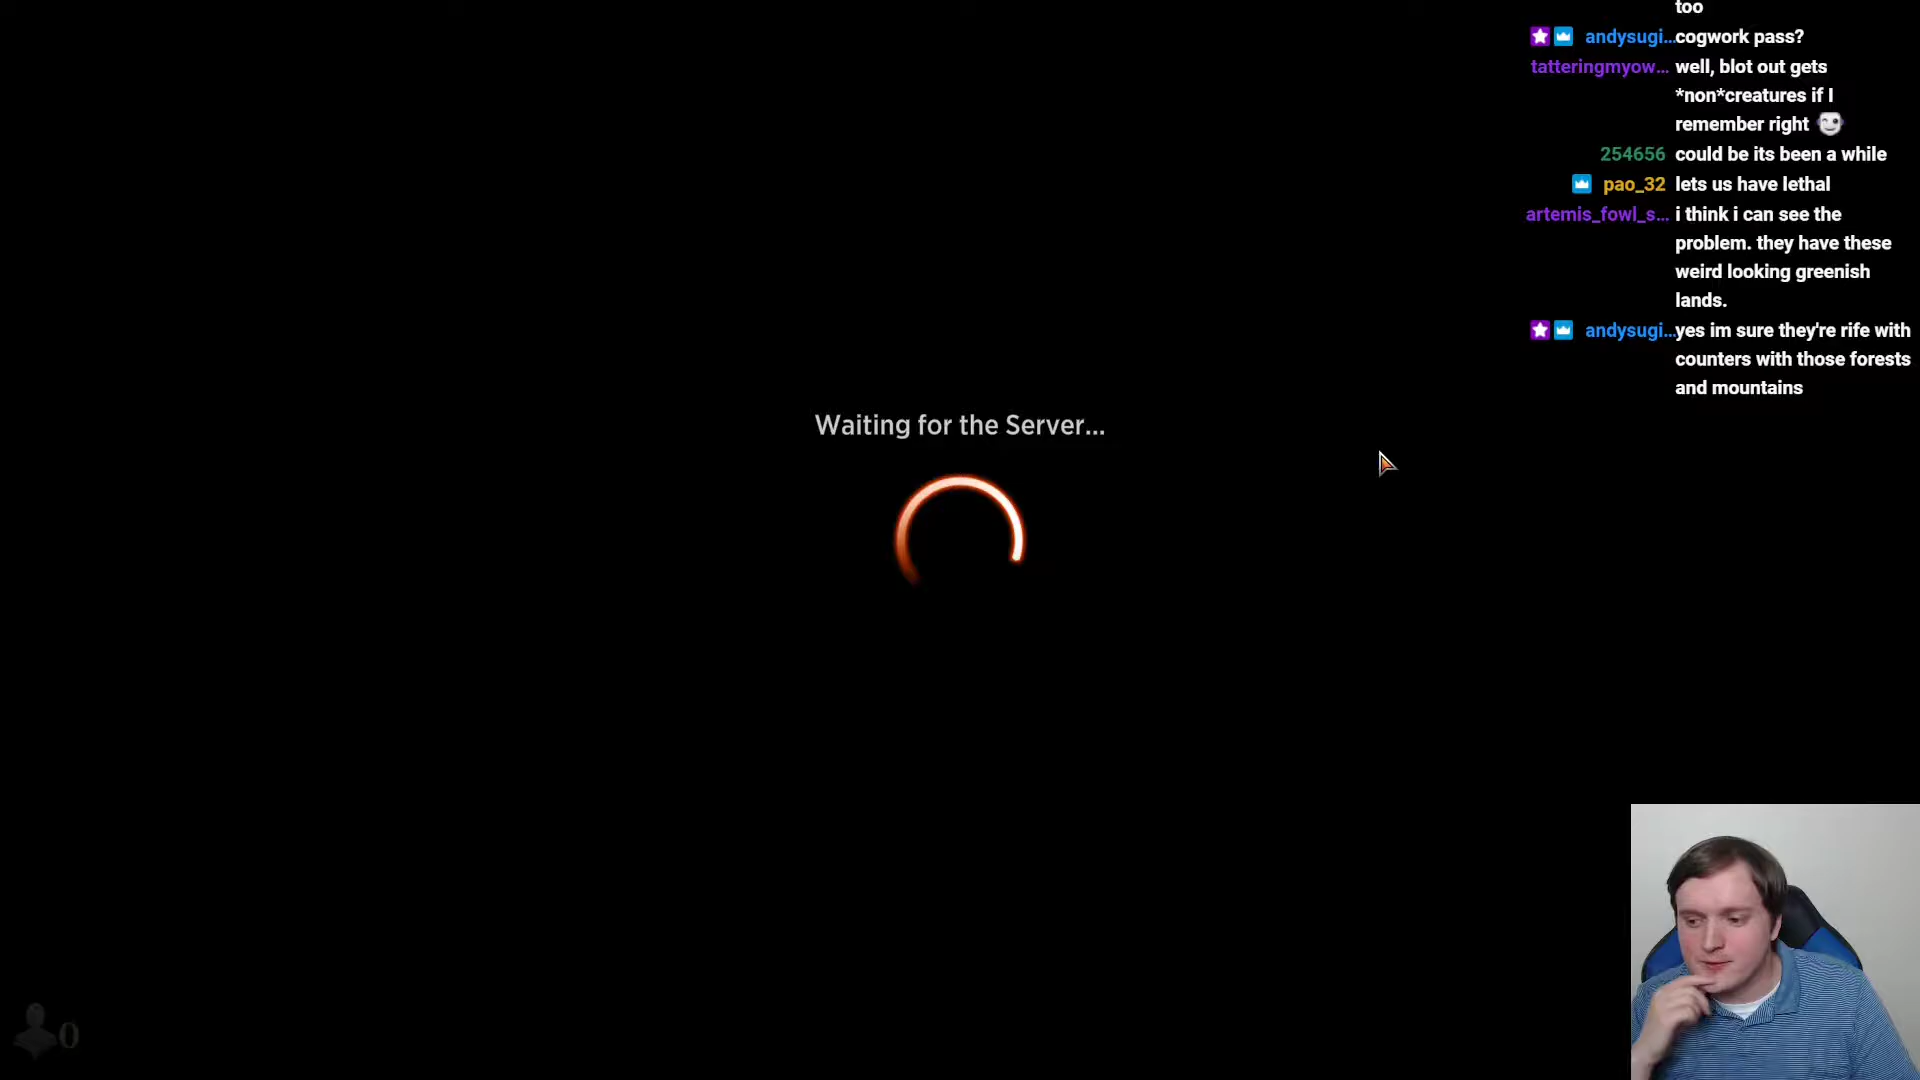 too
andysugi... cogwork pass?
tatteringmyow... well, blot out gets
*non*creatures if I
remember right
254656 could be its been a while
pao_32 lets us have lethal
artemis_fowl_s... i think i can see the
problem. they have these
weird looking greenish
lands.
andysugi... yes im sure they're rife with
counters with those forests
and mountains
Waiting for the Server...
0